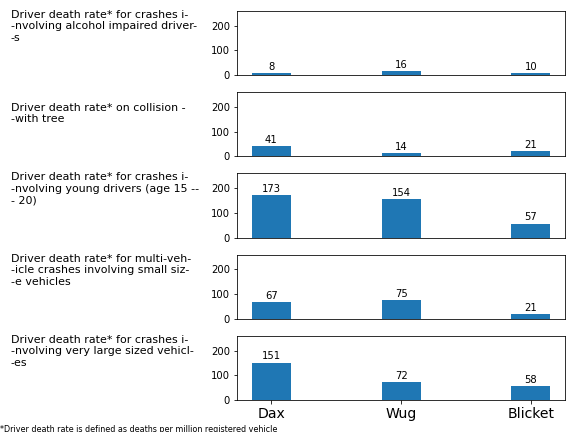 Driver death rate* for crashes i-
-nvolving alcohol impaired driver-
-s
200
100
0
8
16
10
Driver death rate* on collision -
-with tree
200
100
0
41
14
21
Driver death rate* for crashes i-
-nvolving young drivers (age 15 --
- 20)
200
100
0
173
154
57
Driver death rate* for multi-veh-
-icle crashes involving small siz-
-e vehicles
200
100
0
67
75
21
Driver death rate* for crashes i-
-nvolving very large sized vehicl-
-es
200
100
0
151
72
58
Dax Wug Blicket
*Driver death rate is defined as deaths per million registered vehicle